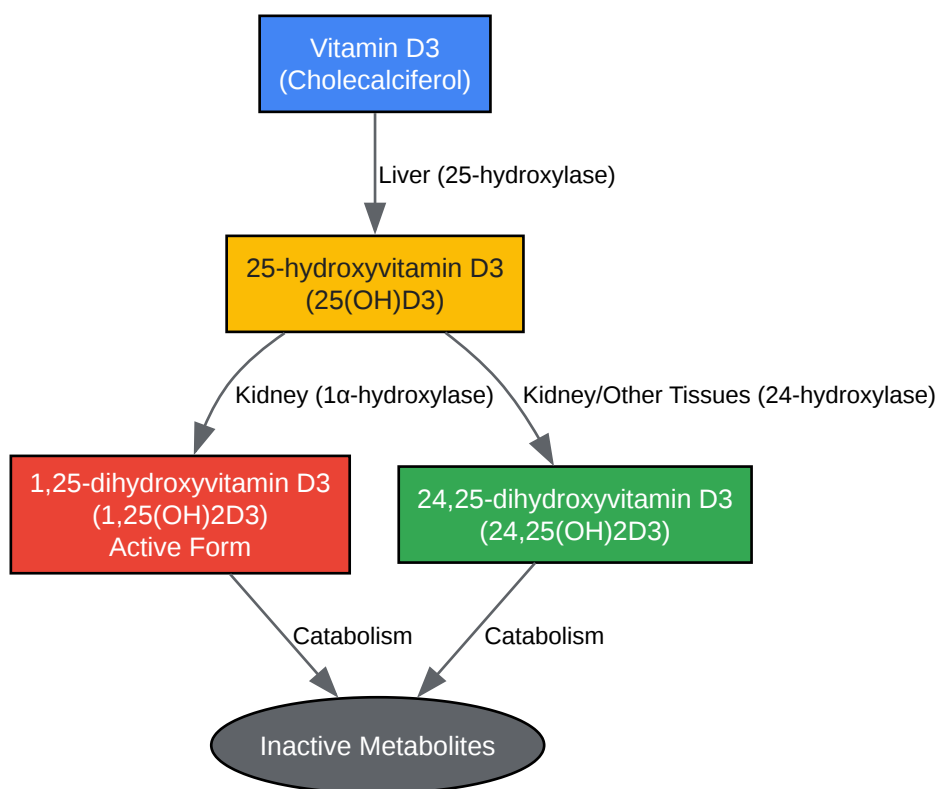 Vitamin D3
(Cholecalciferol)
Liver (25-hydroxylase)
25-hydroxyvitamin D3
(25(OH)D3)
Kidney (1α-hydroxylase)
Kidney/Other Tissues (24-hydroxylase)
1,25-dihydroxyvitamin D3
(1,25(OH)2D3)
Active Form
24,25-dihydroxyvitamin D3
(24,25(OH)2D3)
Catabolism
Catabolism
Inactive Metabolites